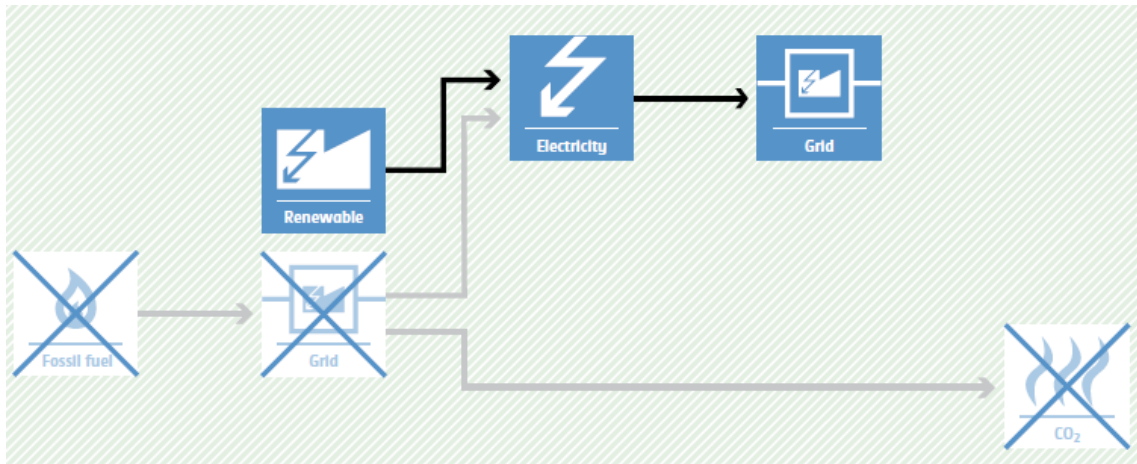 Electricity
Grid
Renewable
Fossil fuel
Grid
CO₂